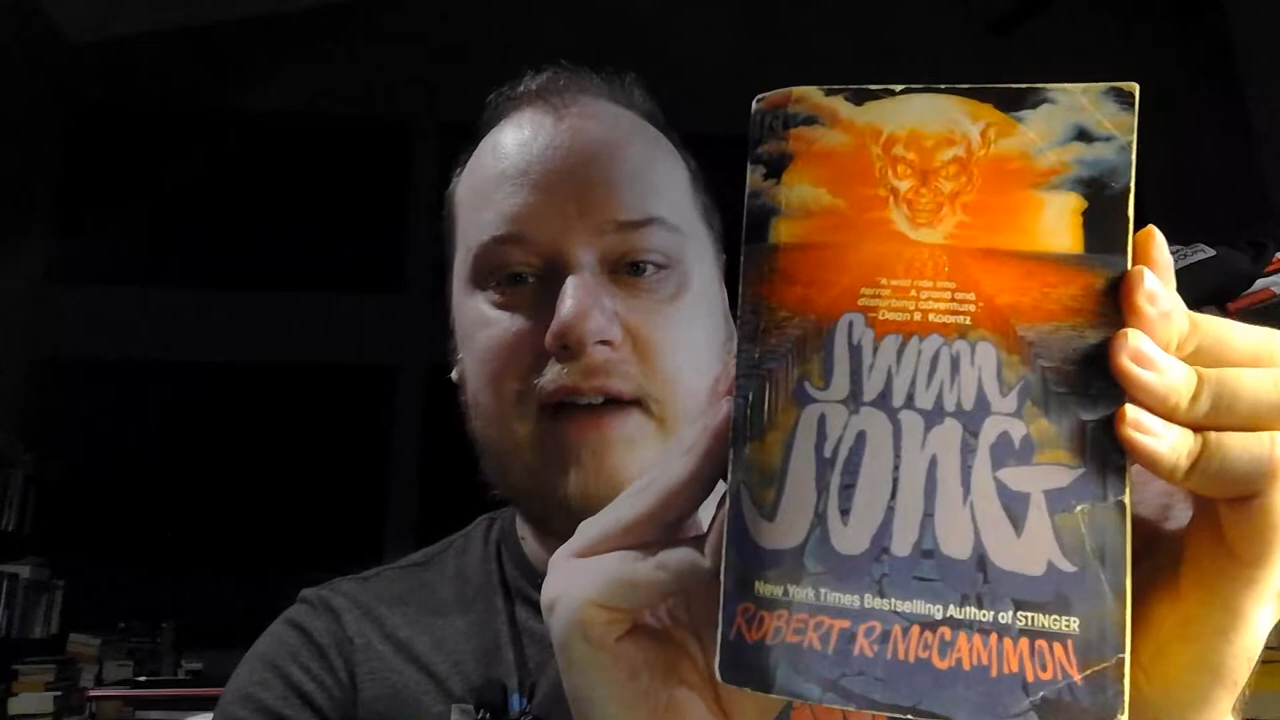 "A wild ride into
terror... A grand and
disturbing adventure."
—Dean R. Koontz
Swan
Song
New York Times Bestselling Author of STINGER
ROBERT R. McCAMMON